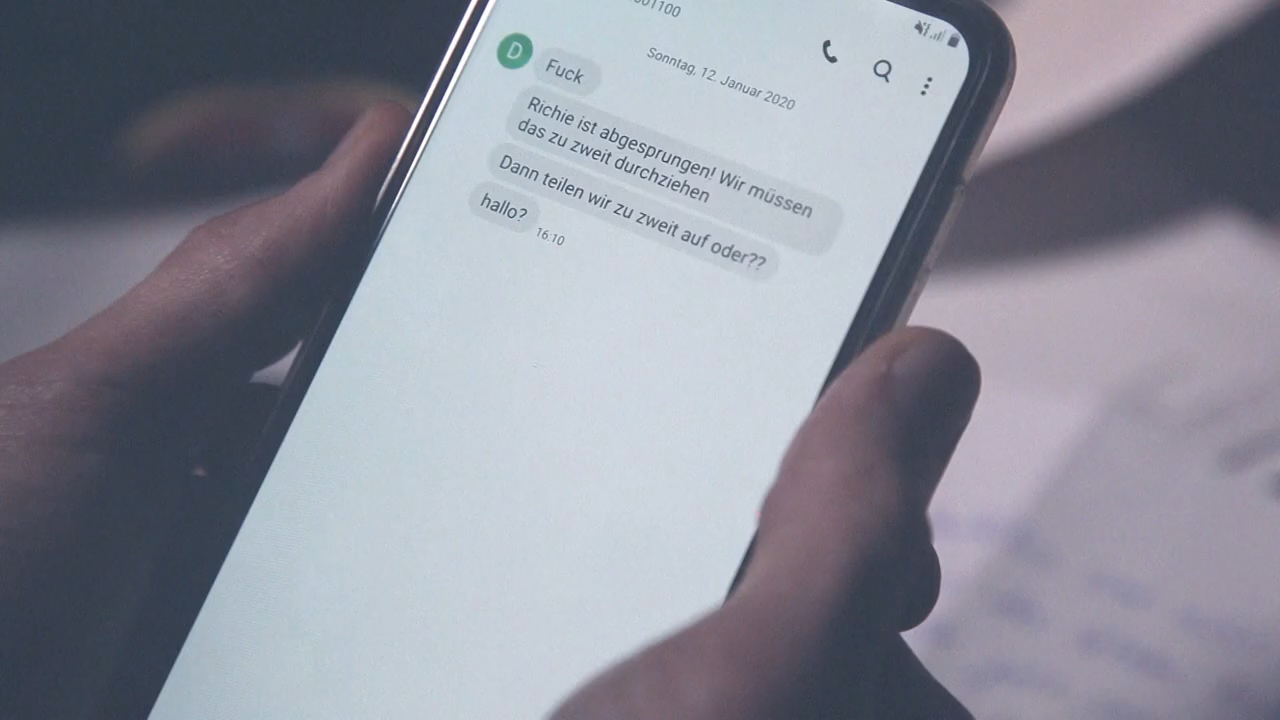 001100
Sonntag, 12. Januar 2020
D
Fuck
Richie ist abgesprungen! Wir müssen
das zu zweit durchziehen
Dann teilen wir zu zweit auf oder??
hallo?
16:10